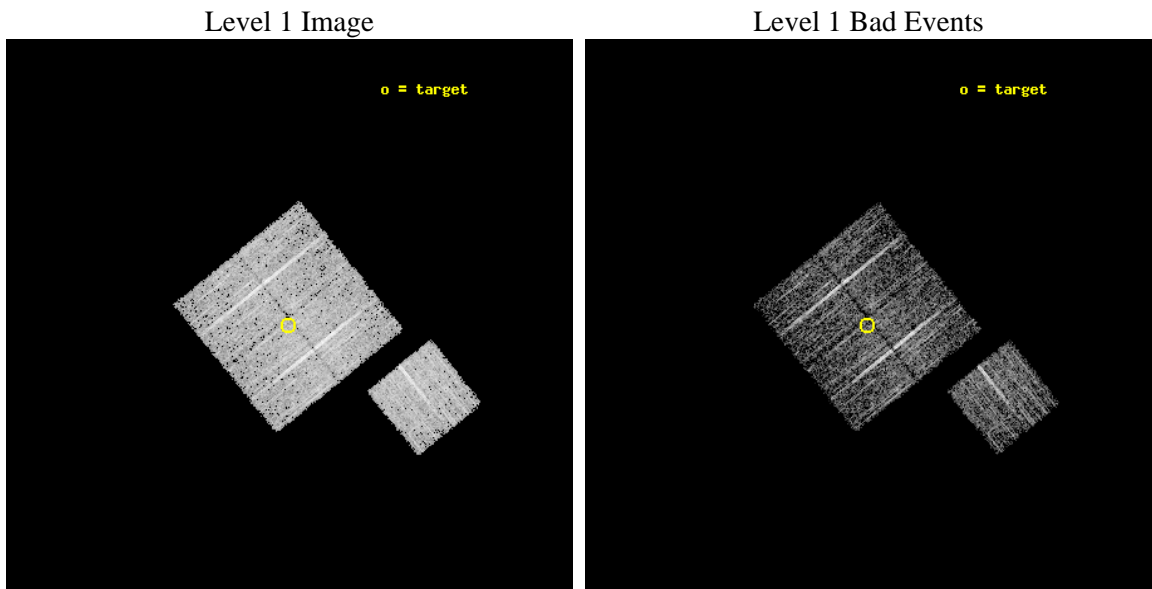 Level 1 Image
Level 1 Bad Events
o = target
o = target